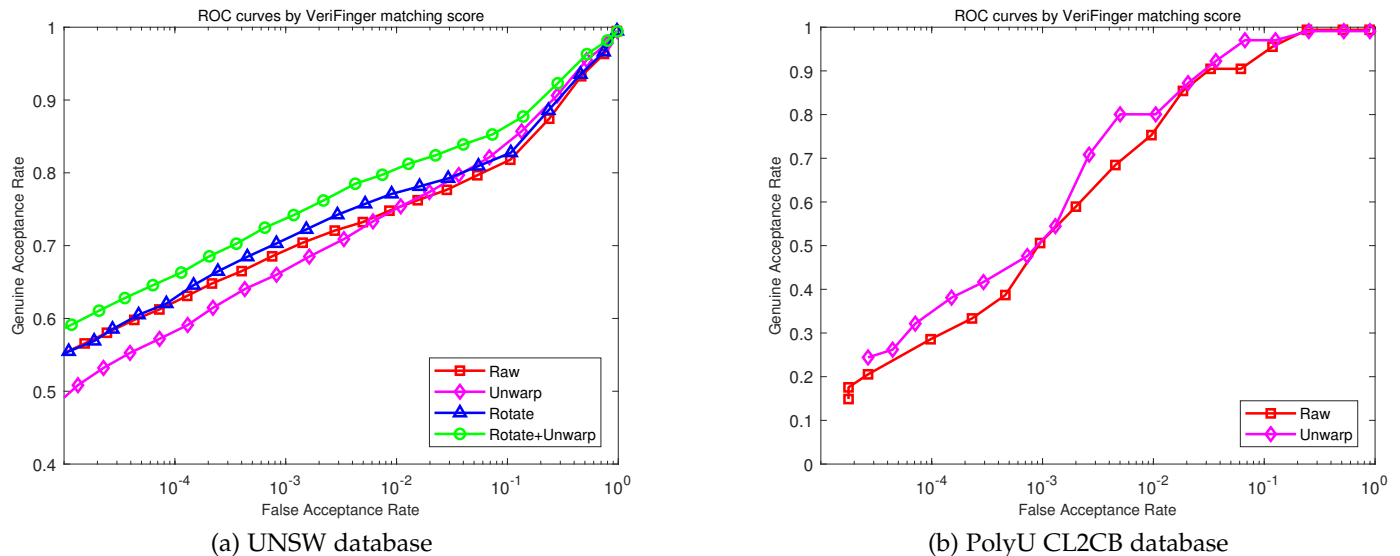 ROC curves by VeriFinger matching score
1
0.9
0.8
0.7
0.6
0.5
0.4
Genuine Acceptance Rate
10-4
10-3
10-2
10-1
100
False Acceptance Rate
Raw
Unwarp
Rotate
Rotate+Unwarp
(a) UNSW database
ROC curves by VeriFinger matching score
1
0.9
0.8
0.7
0.6
0.5
0.4
0.3
0.2
0.1
0
Genuine Acceptance Rate
10-4
10-3
10-2
10-1
100
False Acceptance Rate
Raw
Unwarp
(b) PolyU CL2CB database